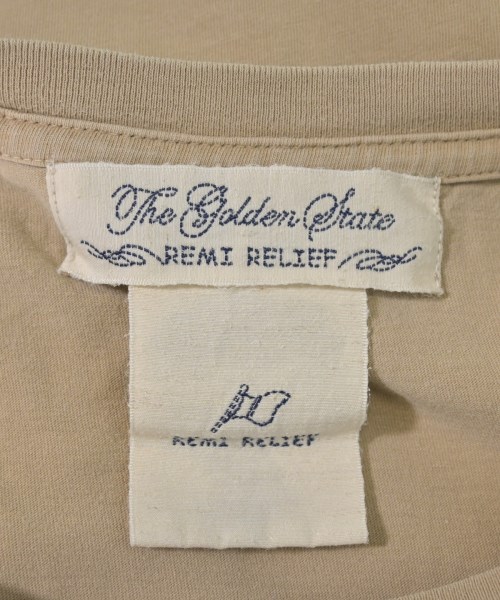 The Golden State
REMI RELIEF
REMI RELIEF